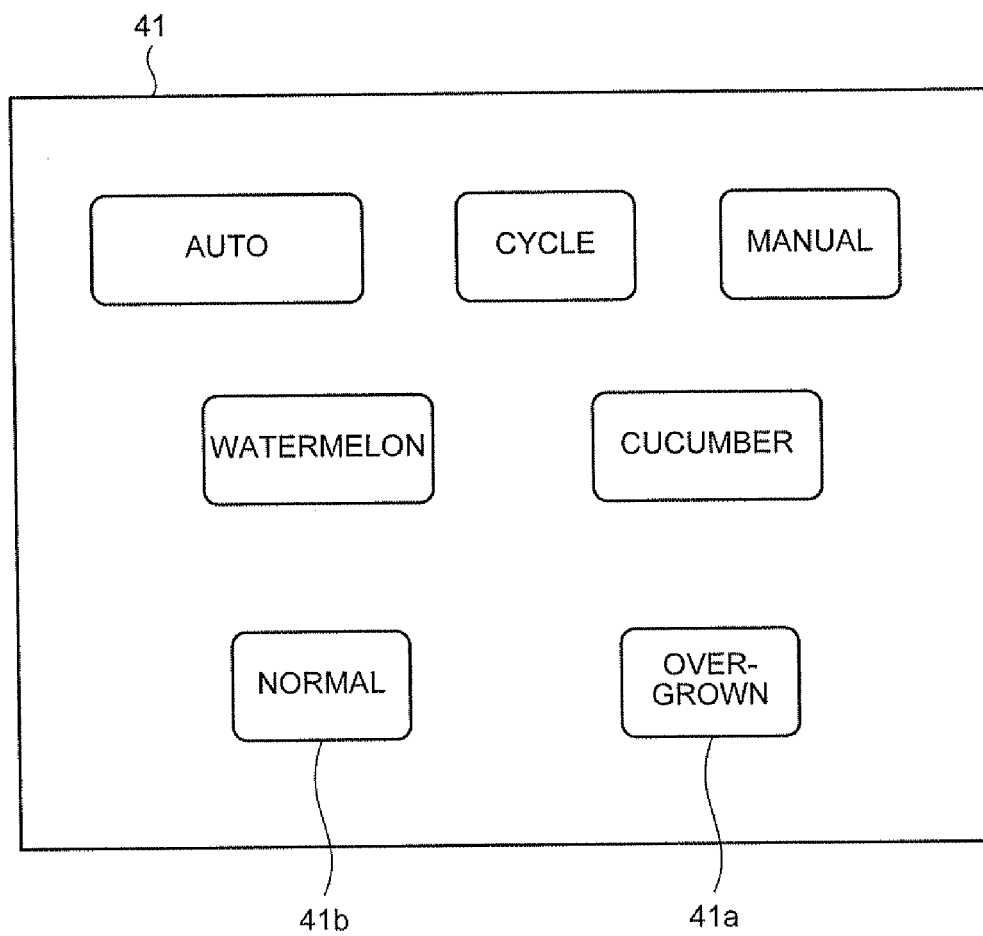 41
AUTO
CYCLE
MANUAL
WATERMELON
CUCUMBER
NORMAL
OVER-
GROWN
41b
41a